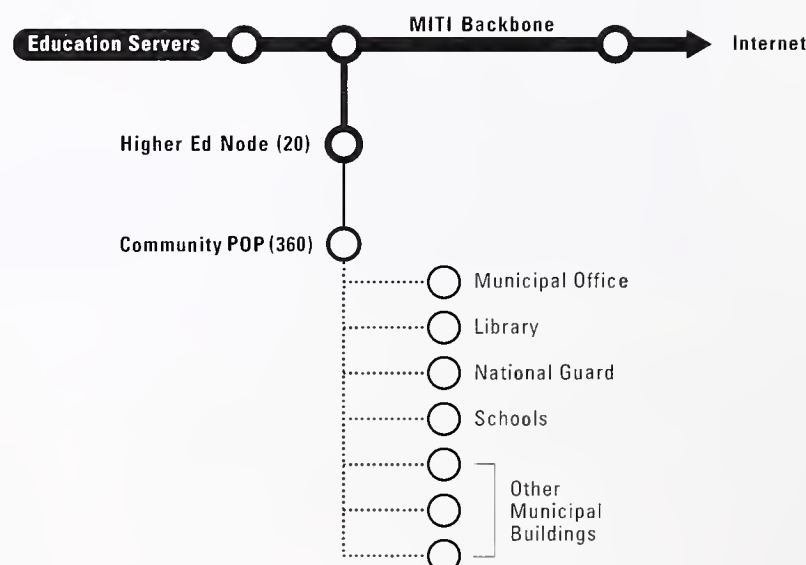 MITI Backbone
Education Servers
Internet
Higher Ed Node (20)
Community POP (360)
Municipal Office
Library
National Guard
Schools
Other
Municipal
Buildings